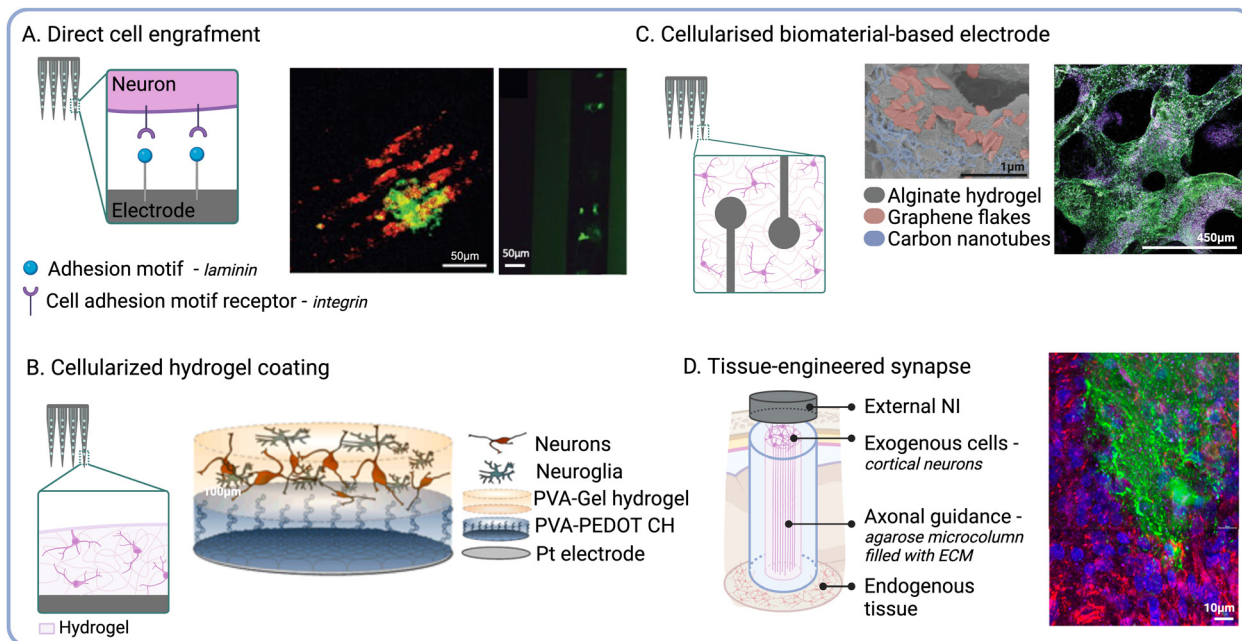 A. Direct cell engrafment
Neuron
Electrode
50µm
50µm
Adhesion motif - laminin
Cell adhesion motif receptor - integrin
B. Cellularized hydrogel coating
100µm
Hydrogel
Neurons
Neuroglia
PVA-Gel hydrogel
PVA-PEDOT CH
Pt electrode
C. Cellularised biomaterial-based electrode
1µm
Alginate hydrogel
Graphene flakes
Carbon nanotubes
450µm
D. Tissue-engineered synapse
External NI
Exogenous cells -
cortical neurons
Axonal guidance -
agarose microcolumn
filled with ECM
Endogenous
tissue
10µm